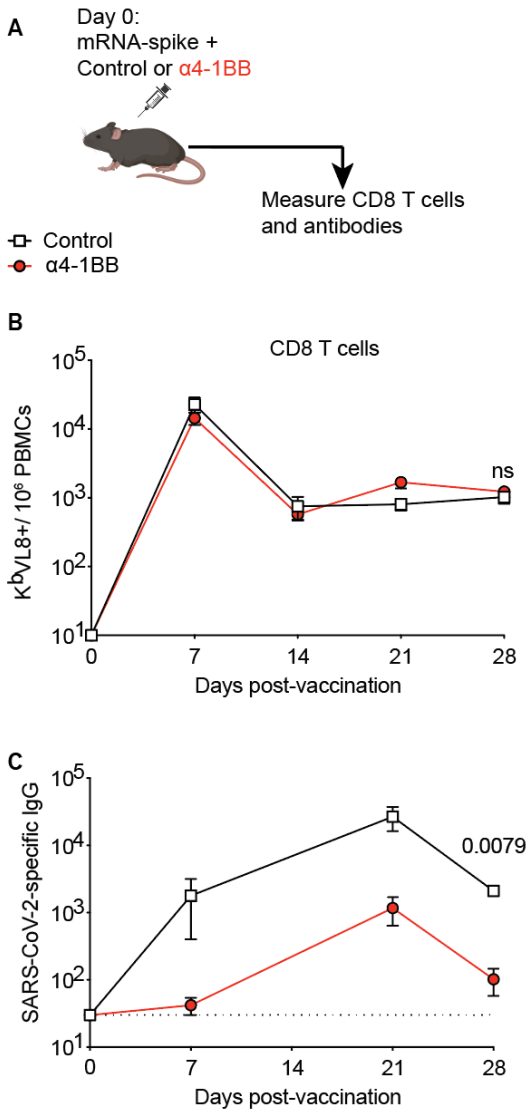 A
Day 0:
mRNA-spike +
Control or α4-1BB
Measure CD8 T cells
and antibodies
Control
α4-1BB
B
CD8 T cells
KᵇVL8+/ 10⁶ PBMCs
10⁵
10⁴
10³
10²
10¹
ns
0 7 14 21 28
Days post-vaccination
C
SARS-CoV-2-specific IgG
10⁵
10⁴
10³
10²
10¹
0.0079
0 7 14 21 28
Days post-vaccination